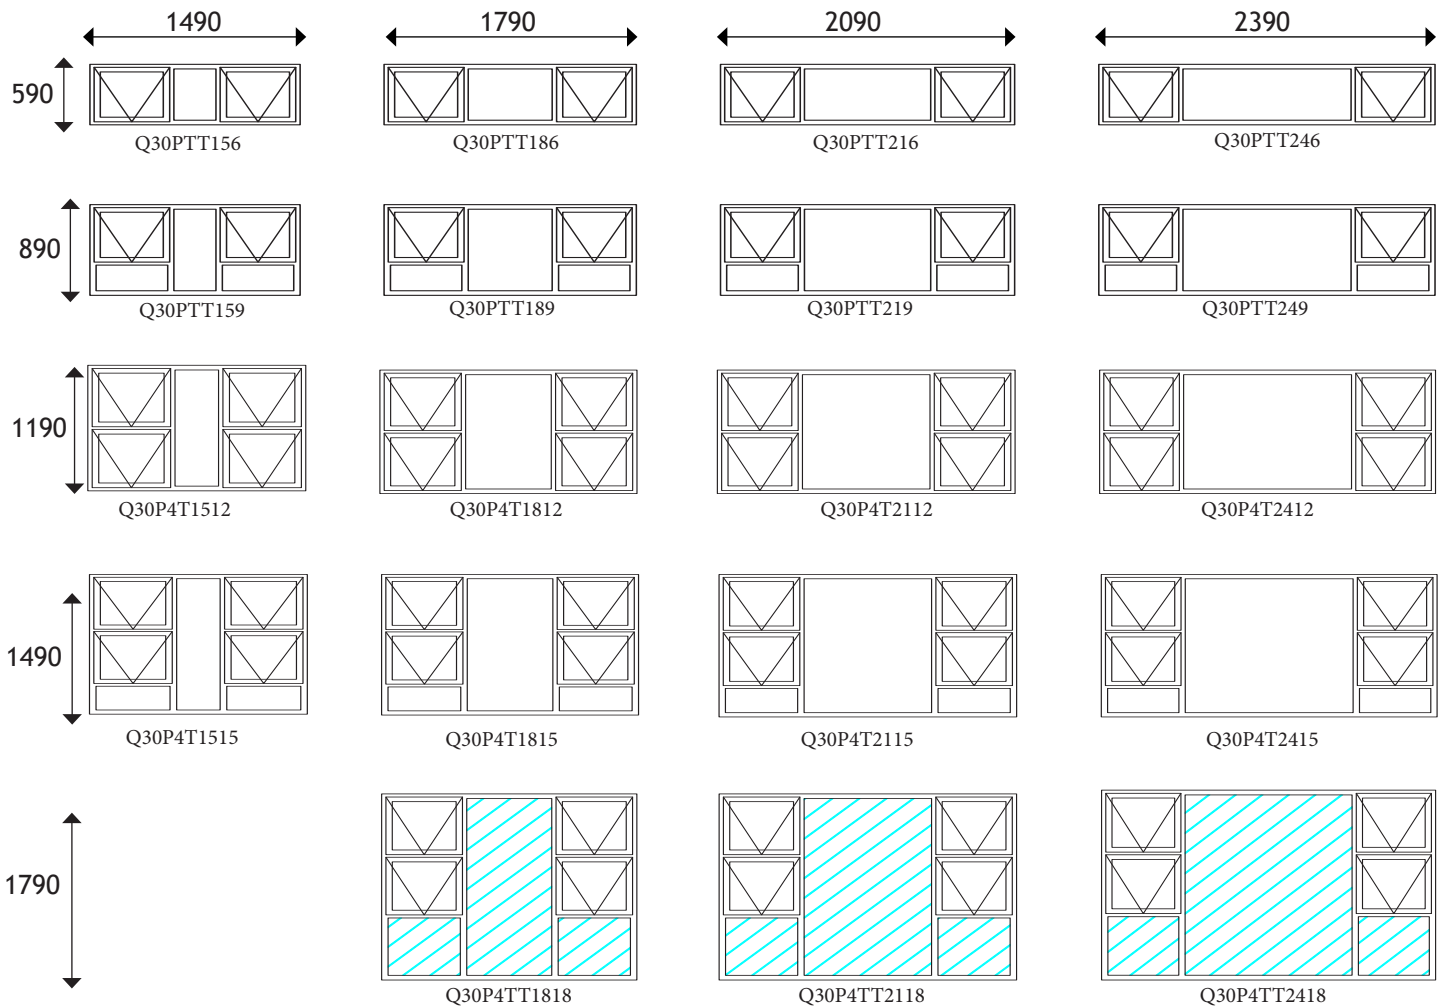 1490 1790 2090 2390
590
Q30PTT156 Q30PTT186 Q30PTT216 Q30PTT246
890
Q30PTT159 Q30PTT189 Q30PTT219 Q30PTT249
1190
Q30P4T1512 Q30P4T1812 Q30P4T2112 Q30P4T2412
1490
Q30P4T1515 Q30P4T1815 Q30P4T2115 Q30P4T2415
1790
Q30P4TT1818 Q30P4TT2118 Q30P4TT2418